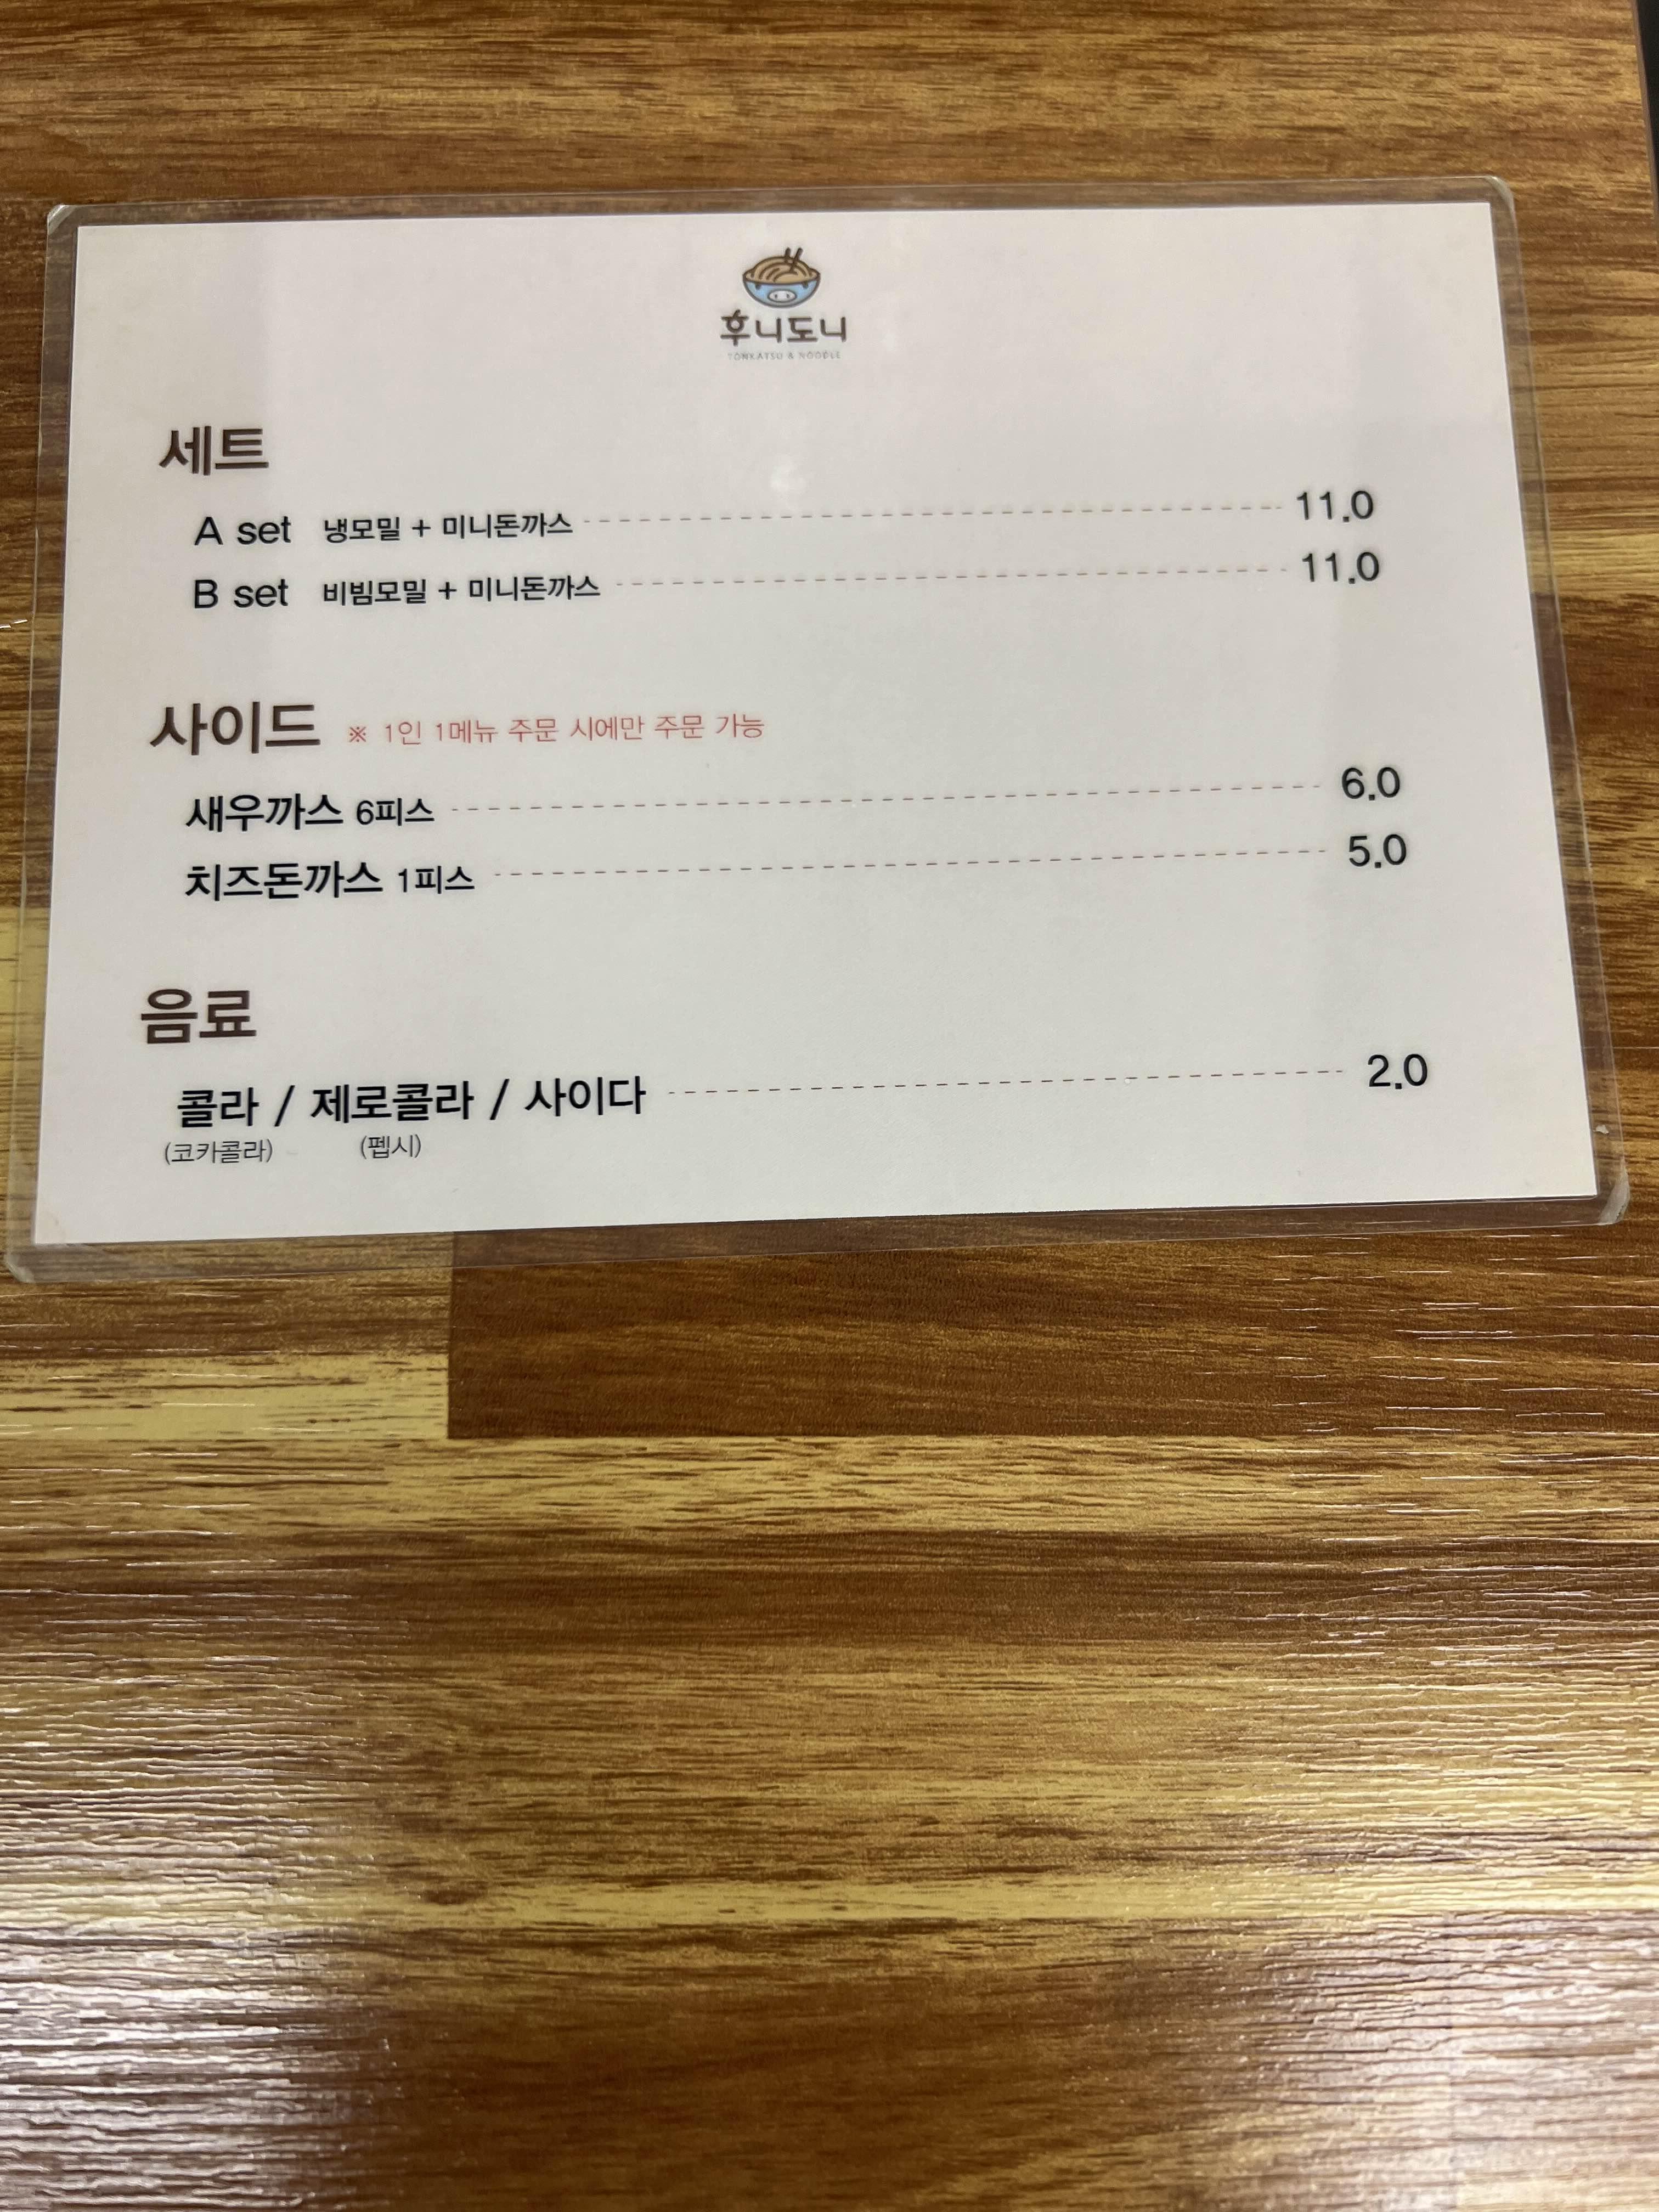 후니도니
TONKATSU & NOODLE
세트
A set 냉모밀 + 미니돈까스 11.0
B set 비빔모밀 + 미니돈까스 11.0
사이드 ※ 1인 1메뉴 주문 시에만 주문 가능
새우까스 6피스 6.0
치즈돈까스 1피스 5.0
음료
콜라 / 제로콜라 / 사이다 2.0
(코카콜라) (펩시)